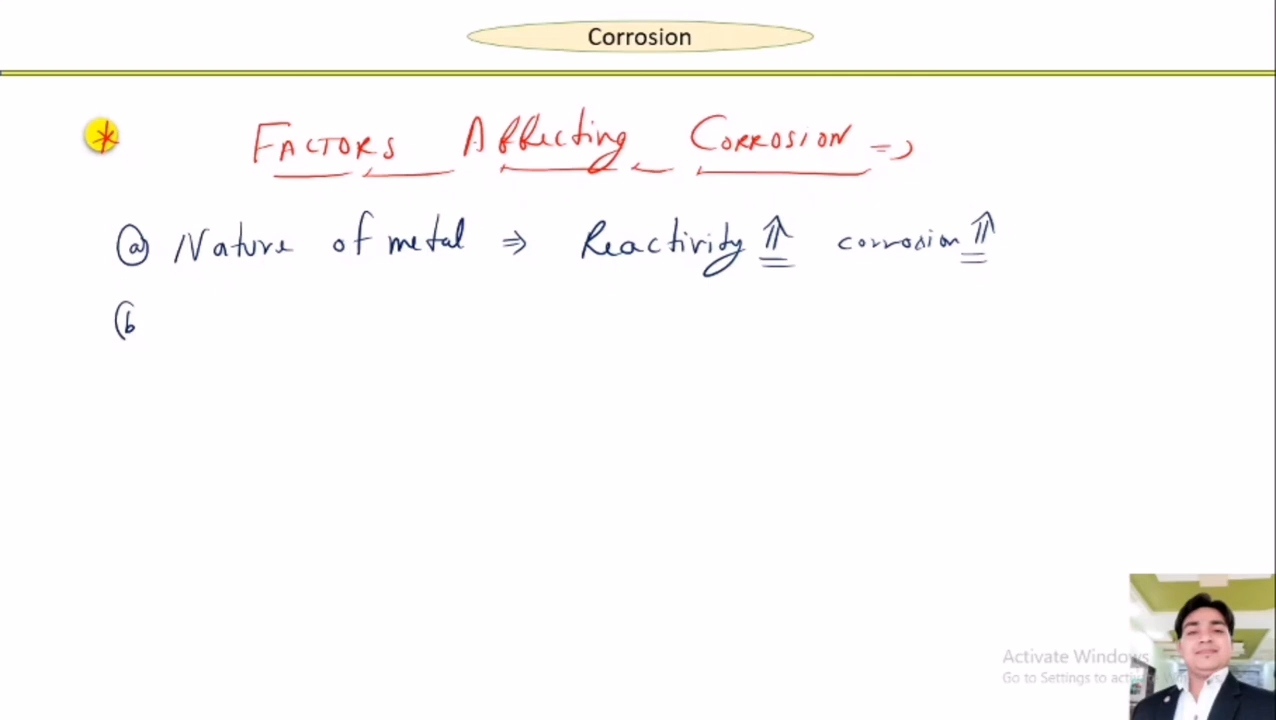 Corrosion
* FACTORS Affecting CORROSION =>
(a) Nature of metal => Reactivity ⇑ corrosion ⇑
(b
Activate Windows
Go to Settings to activate Windows.